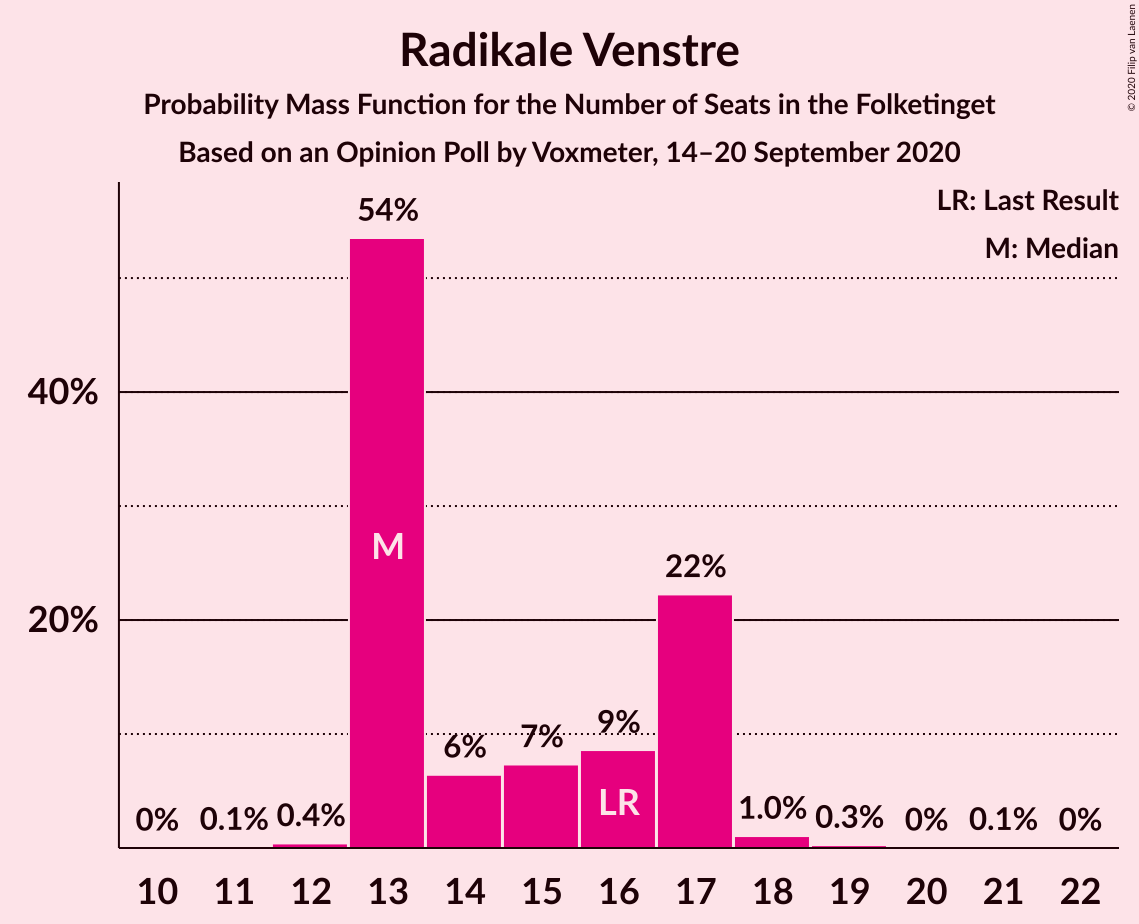 Radikale Venstre
Probability Mass Function for the Number of Seats in the Folketinget
Based on an Opinion Poll by Voxmeter, 14–20 September 2020
© 2020 Filip van Laenen
LR: Last Result
M: Median
54%
40%
M
22%
20%
9%
7%
6%
LR
1.0%
0.4%
0.3%
0%
0.1%
0%
0.1%
0%
10 11 12 13 14 15 16 17 18 19 20 21 22